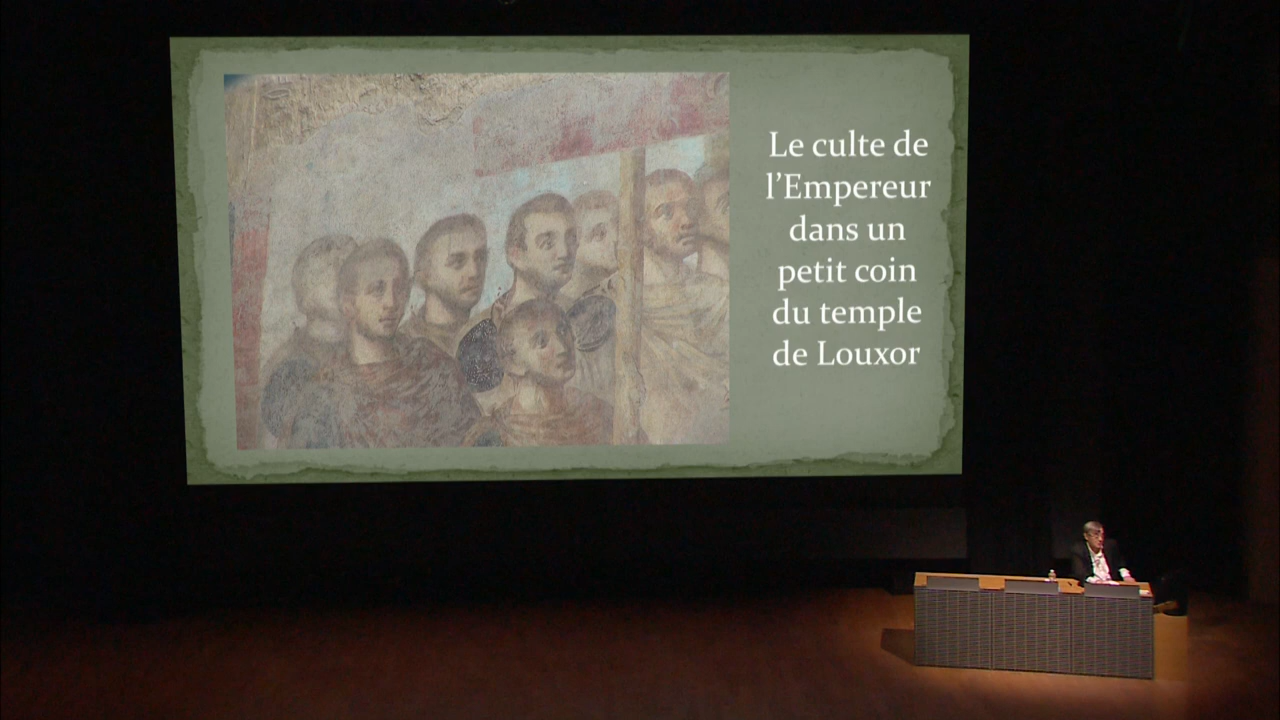 Le culte de
l’Empereur
dans un
petit coin
du temple
de Louxor